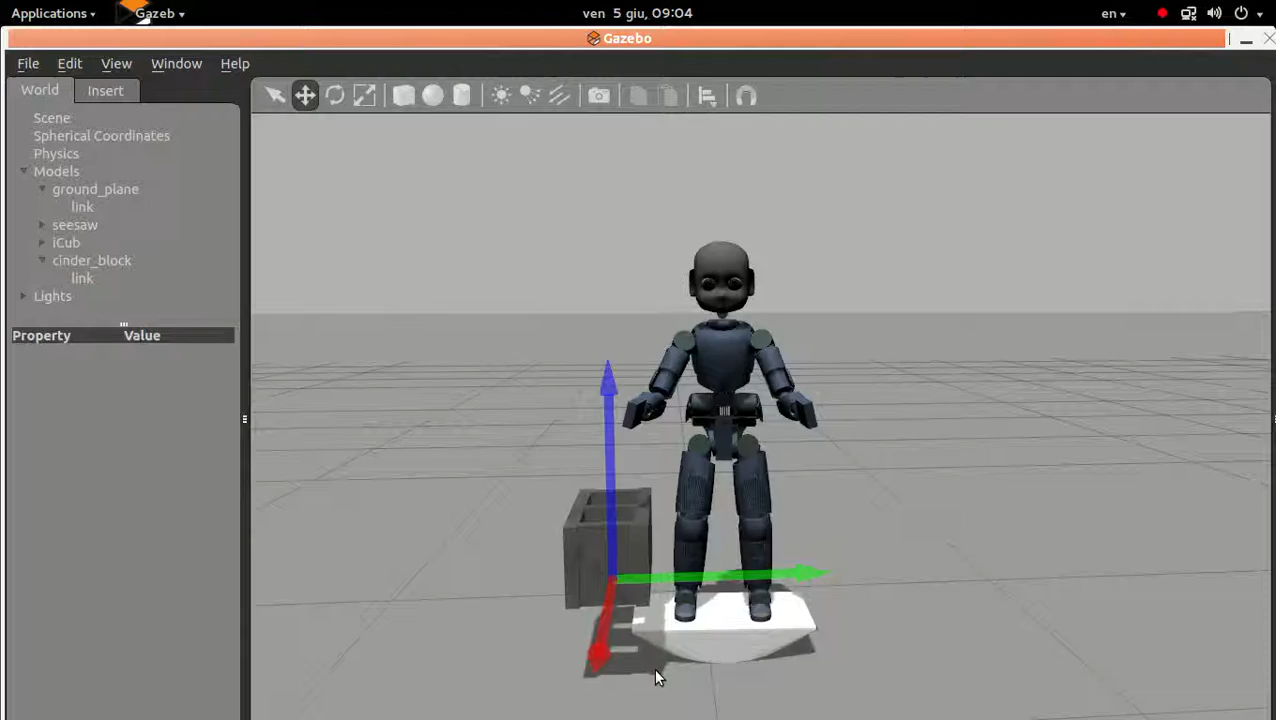 Applications Gazeb ven 5 giu, 09:04 en
Gazebo
File Edit View Window Help
World Insert
Scene
Spherical Coordinates
Physics
Models
ground_plane
link
seesaw
iCub
cinder_block
link
Lights
Property Value